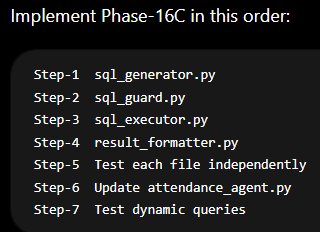 Implement Phase-16C in this order:
Step-1  sql_generator.py
Step-2  sql_guard.py
Step-3  sql_executor.py
Step-4  result_formatter.py
Step-5  Test each file independently
Step-6  Update attendance_agent.py
Step-7  Test dynamic queries